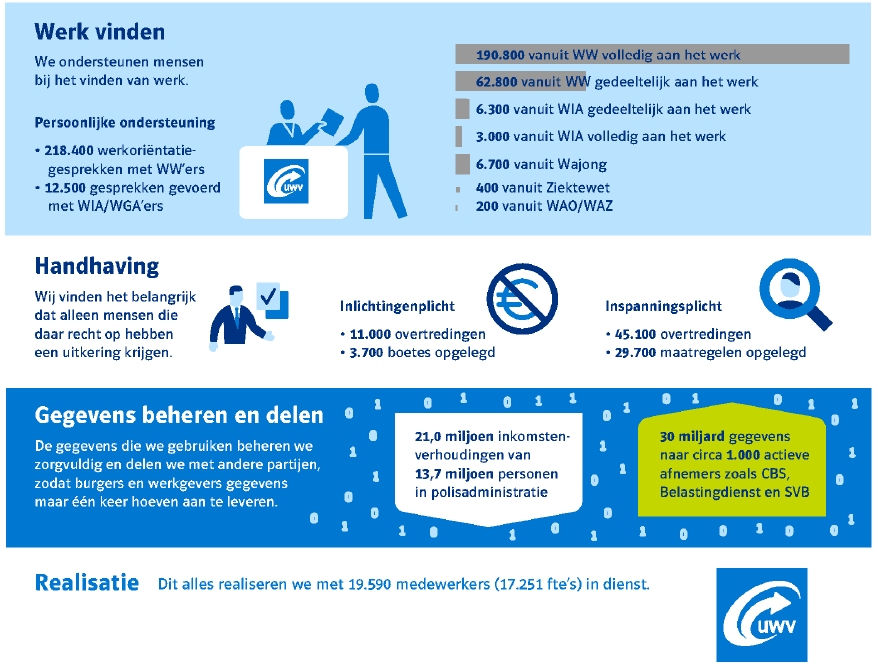 Werk vinden
We ondersteunen mensen
bij het vinden van werk.
Persoonlijke ondersteuning
• 218.400 werkoriëntatie-
gesprekken met WW'ers
• 12.500 gesprekken gevoerd
met WIA/WGA'ers
uwv
190.800 vanuit WW volledig aan het werk
62.800 vanuit WW gedeeltelijk aan het werk
6.300 vanuit WIA gedeeltelijk aan het werk
3.000 vanuit WIA volledig aan het werk
6.700 vanuit Wajong
400 vanuit Ziektewet
200 vanuit WAO/WAZ
Handhaving
Wij vinden het belangrijk
dat alleen mensen die
daar recht op hebben
een uitkering krijgen.
Inlichtingenplicht
• 11.000 overtredingen
• 3.700 boetes opgelegd
€
Inspanningsplicht
• 45.100 overtredingen
• 29.700 maatregelen opgelegd
Gegevens beheren en delen
De gegevens die we gebruiken beheren we
zorgvuldig en delen we met andere partijen,
zodat burgers en werkgevers gegevens
maar één keer hoeven aan te leveren.
21,0 miljoen inkomsten-
verhoudingen van
13,7 miljoen personen
in polisadministratie
30 miljard gegevens
naar circa 1.000 actieve
afnemers zoals CBS,
Belastingdienst en SVB
Realisatie Dit alles realiseren we met 19.590 medewerkers (17.251 fte's) in dienst.
uwv